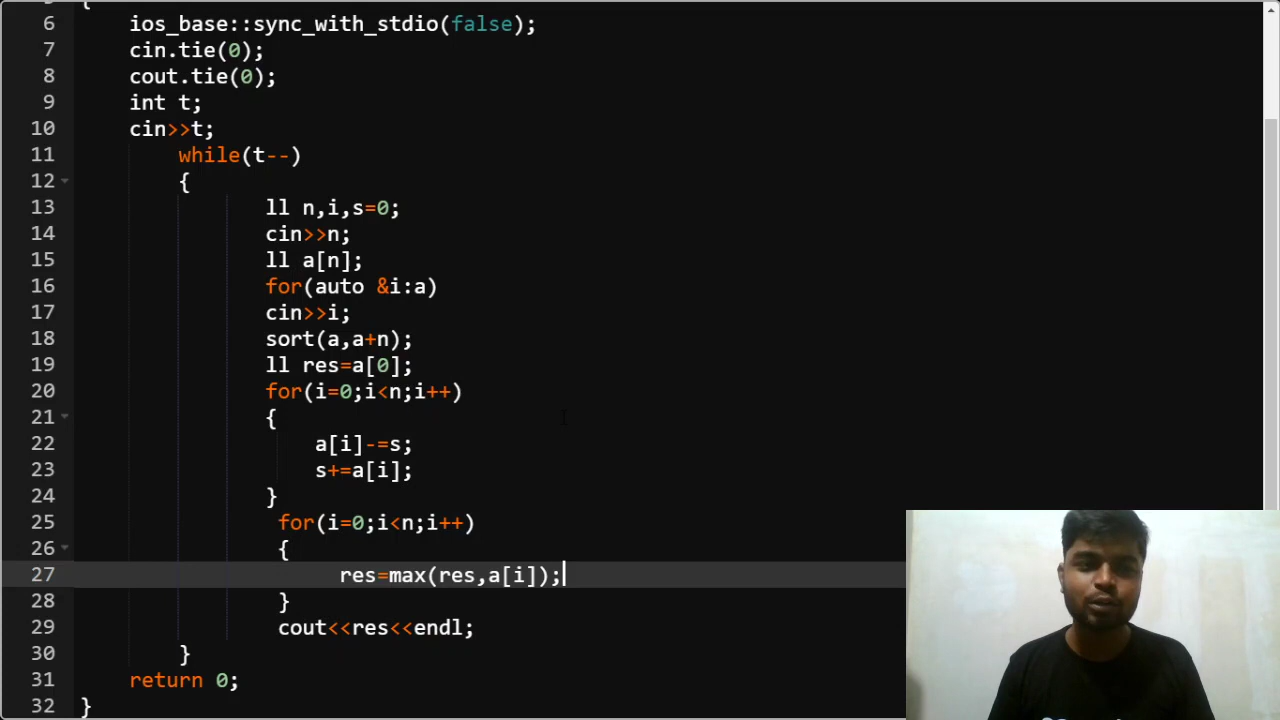 6 ios_base::sync_with_stdio(false);
7 cin.tie(0);
8 cout.tie(0);
9 int t;
10 cin>>t;
11 while(t--)
12 {
13 ll n,i,s=0;
14 cin>>n;
15 ll a[n];
16 for(auto &i:a)
17 cin>>i;
18 sort(a,a+n);
19 ll res=a[0];
20 for(i=0;i<n;i++)
21 {
22 a[i]-=s;
23 s+=a[i];
24 }
25 for(i=0;i<n;i++)
26 {
27 res=max(res,a[i]);
28 }
29 cout<<res<<endl;
30 }
31 return 0;
32 }